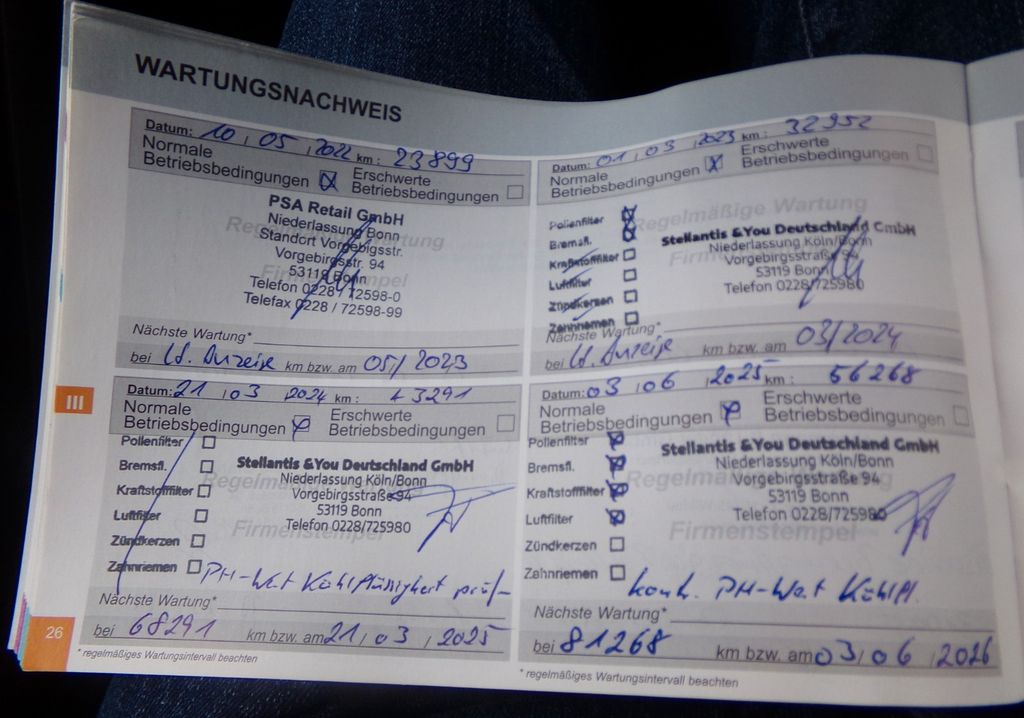 WARTUNGSNACHWEIS
Datum: 10 , 05 , 2022 km : 23899
Normale Betriebsbedingungen
Erschwerte Betriebsbedingungen
Regelmäßige Wartung
Firmenstempel
PSA Retail GmbH
Niederlassung Bonn
Standort Vorgebigsstr.
Vorgebirgsstr. 94
53119 Bonn
Telefon 0228 / 72598-0
Telefax 0228 / 72598-99
Nächste Wartung*
bei lt. Anzeige km bzw. am 05/2023
Datum: 01 , 03 , 2023 km : 32952
Normale Betriebsbedingungen
Erschwerte Betriebsbedingungen
Regelmäßige Wartung
Pollenfilter
Bremsfl.
Kraftstofffilter
Luftfilter
Zündkerzen
Zahnriemen
Stellantis &You Deutschland GmbH
Niederlassung Köln/Bonn
Vorgebirgsstraße 94
53119 Bonn
Telefon 0228/725980
Nächste Wartung*
bei lt. Anzeige km bzw. am 03/2024
III
Datum: 21 , 03 , 2024 km : 43291
Normale Betriebsbedingungen
Erschwerte Betriebsbedingungen
Pollenfilter
Bremsfl.
Kraftstofffilter
Luftfilter
Zündkerzen
Zahnriemen
Stellantis &You Deutschland GmbH
Niederlassung Köln/Bonn
Vorgebirgsstraße 94
53119 Bonn
Telefon 0228/725980
Firmenstempel
PH-Wert Kühlflüssigkeit
Nächste Wartung*
bei 68291 km bzw. am 21 , 03 , 2025
Datum: 03 06 , 2025 km : 56268
Normale Betriebsbedingungen
Erschwerte Betriebsbedingungen
Pollenfilter
Bremsfl.
Kraftstofffilter
Luftfilter
Zündkerzen
Zahnriemen
Stellantis &You Deutschland GmbH
Niederlassung Köln/Bonn
Vorgebirgsstraße 94
53119 Bonn
Telefon 0228/725980
Firmenstempel
PH-Wert Kühlfl.
Nächste Wartung*
bei 81268 km bzw. am 03 , 06 , 2026
26
* regelmäßiges Wartungsintervall beachten
* regelmäßiges Wartungsintervall beachten